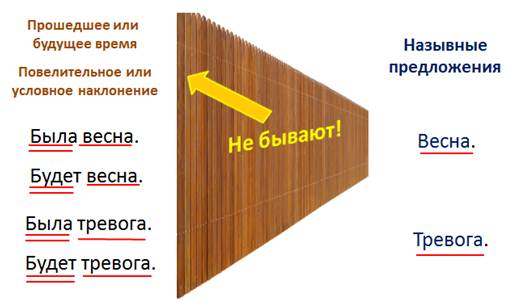 Прошедшее или
будущее время
Повелительное или
условное наклонение
Была весна.
Будет весна.
Была тревога.
Будет тревога.
Не бывают!
Назывные
предложения
Весна.
Тревога.